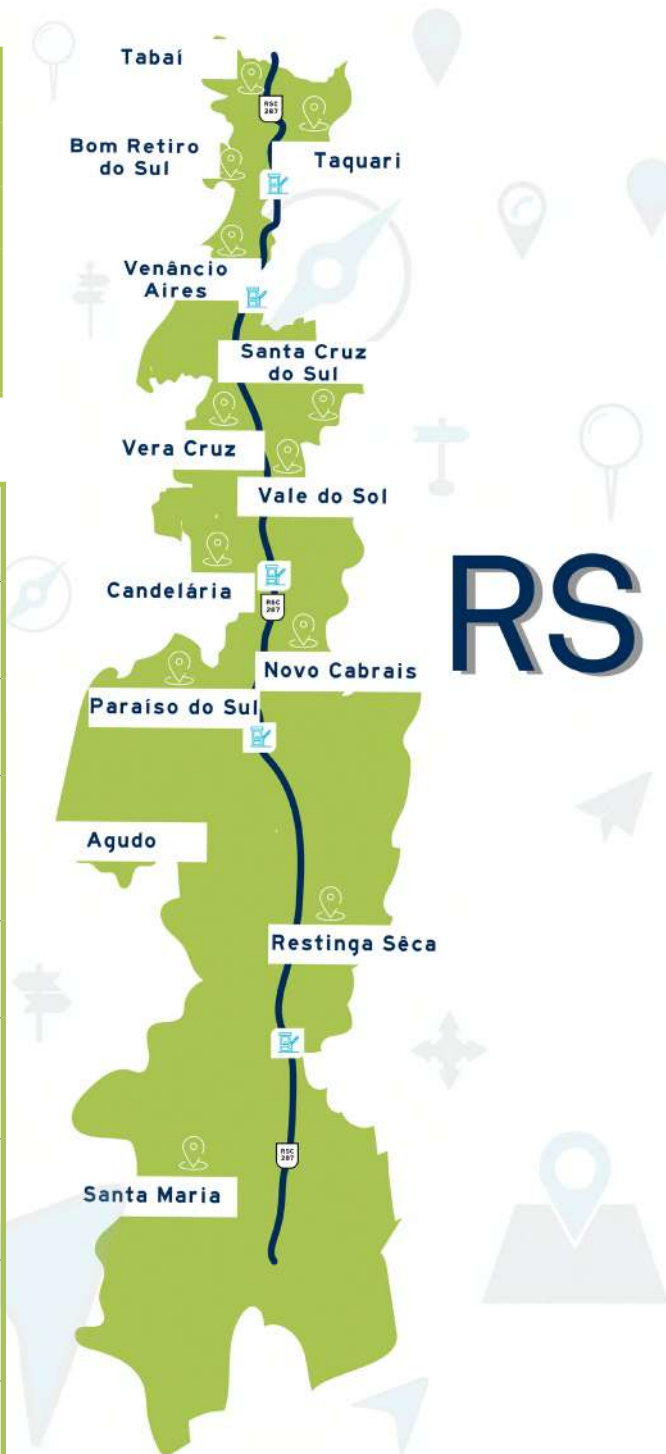 Tabaí
RSC
287
Bom Retiro
do Sul
Taquari
Venâncio
Aires
Santa Cruz
do Sul
Vera Cruz
Vale do Sol
Candelária
RSC
287
RS
Novo Cabrais
Paraíso do Sul
Agudo
Restinga Sêca
RSC
287
Santa Maria